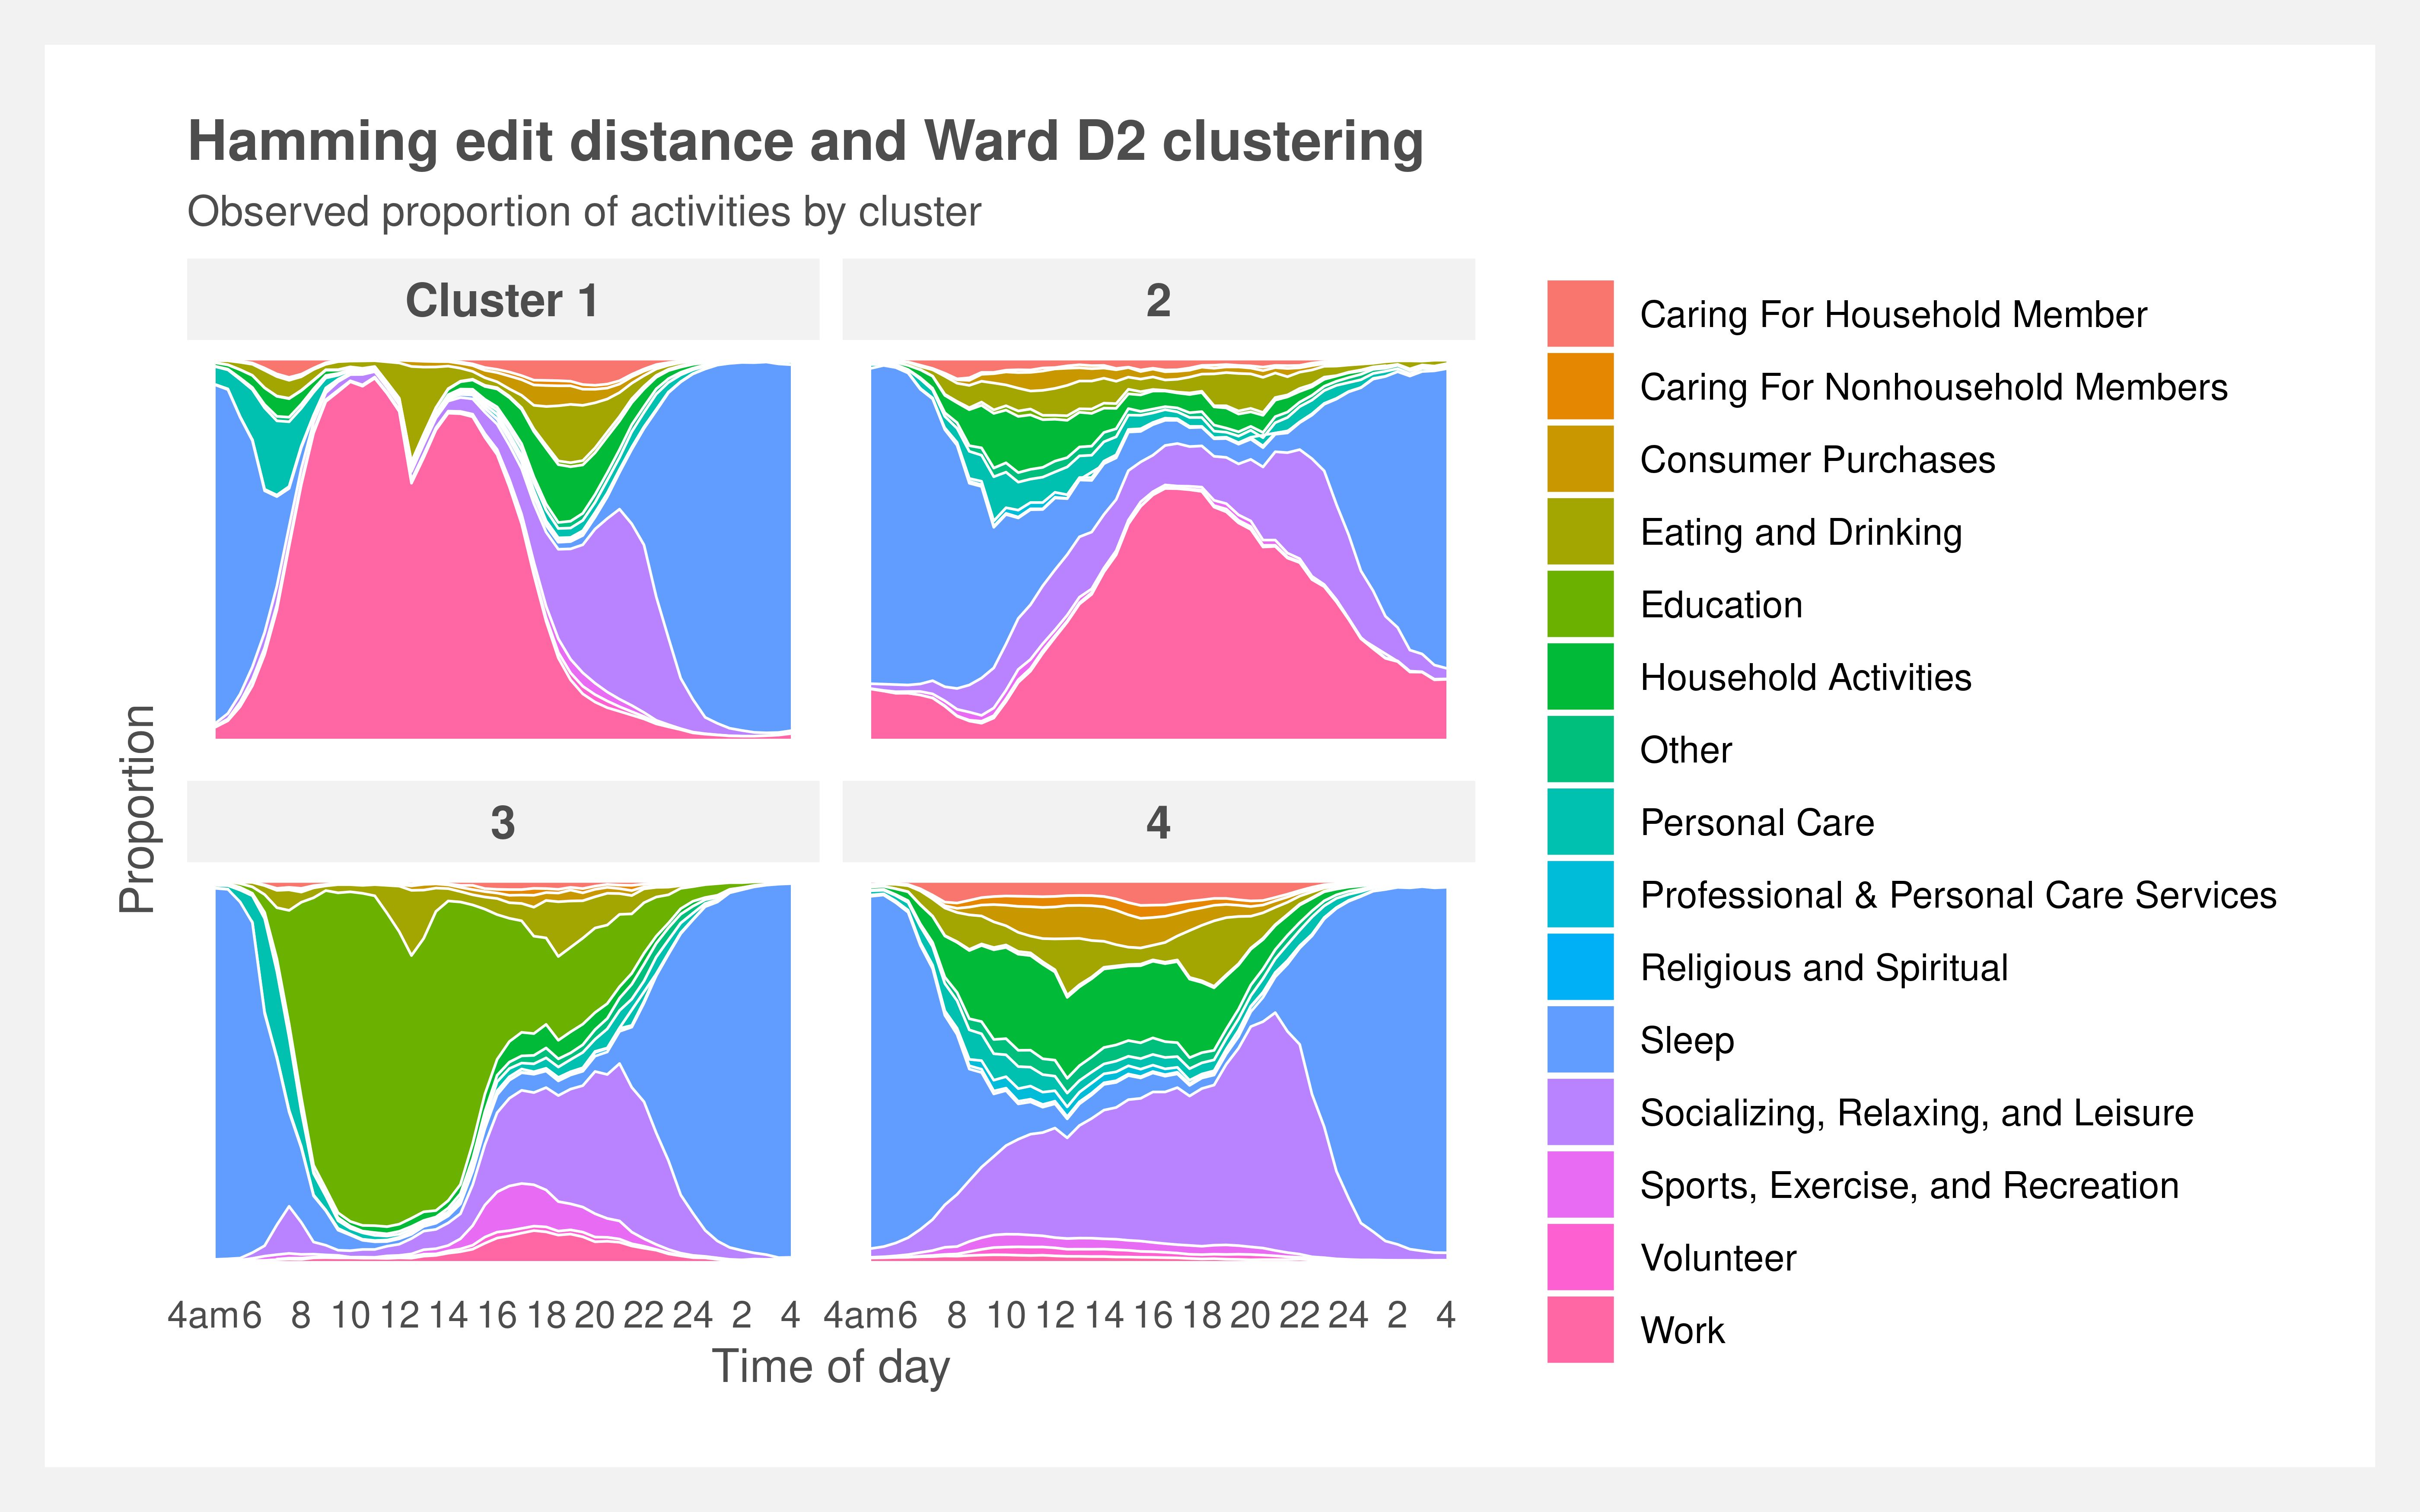 Hamming edit distance and Ward D2 clustering
Observed proportion of activities by cluster
Cluster 1
2
3
4
Proportion
4am 6 8 10 12 14 16 18 20 22 24 2 4
4am 6 8 10 12 14 16 18 20 22 24 2 4
Time of day
Caring For Household Member
Caring For Nonhousehold Members
Consumer Purchases
Eating and Drinking
Education
Household Activities
Other
Personal Care
Professional & Personal Care Services
Religious and Spiritual
Sleep
Socializing, Relaxing, and Leisure
Sports, Exercise, and Recreation
Volunteer
Work